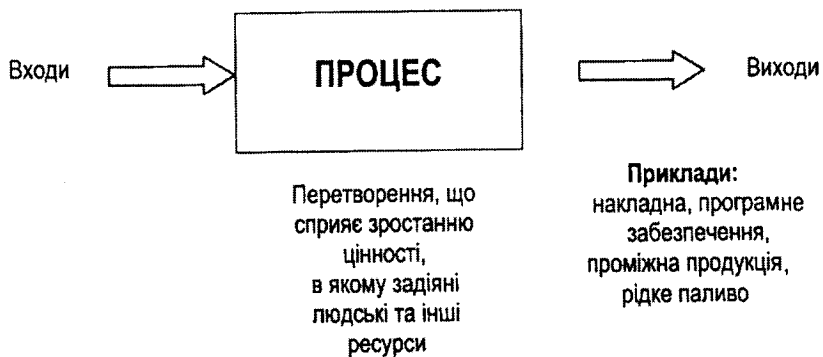 Входи
ПРОЦЕС
Виходи
Перетворення, що
сприяє зростанню
цінності,
в якому задіяні
людські та інші
ресурси
Приклади:
накладна, програмне
забезпечення,
проміжна продукція,
рідке паливо